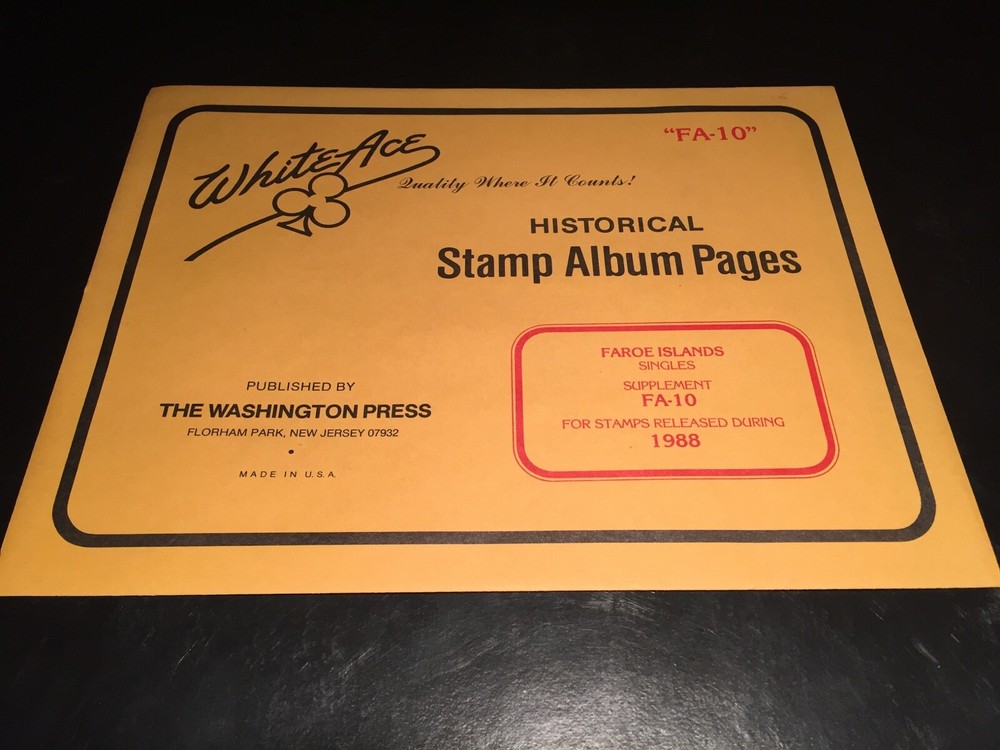 "FA-10"
White Ace
Quality Where It Counts!
HISTORICAL
Stamp Album Pages
FAROE ISLANDS
SINGLES
SUPPLEMENT
FA-10
FOR STAMPS RELEASED DURING
1988
PUBLISHED BY
THE WASHINGTON PRESS
FLORHAM PARK, NEW JERSEY 07932
MADE IN U.S.A.